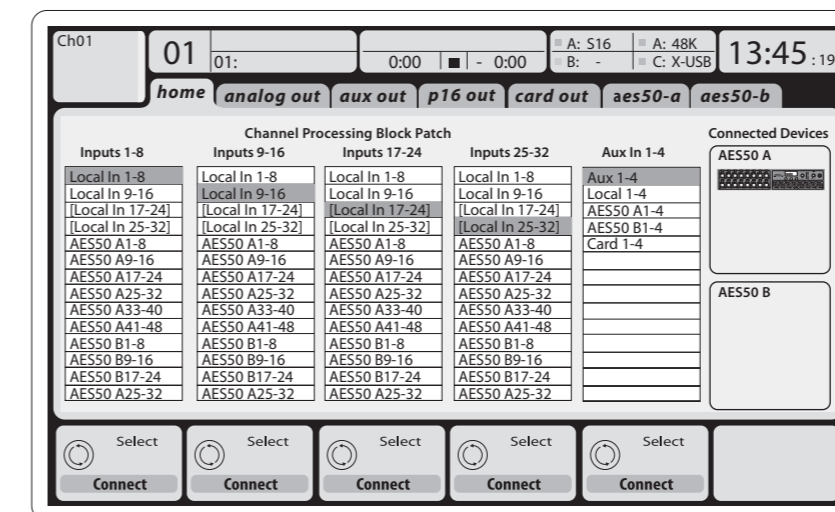 Ch01
01
01:
0:00
- 0:00
A: S16
B: -
A: 48K
C: X-USB
13:45 :19
home
analog out
aux out
p16 out
card out
aes50-a
aes50-b
Channel Processing Block Patch
Connected Devices
Inputs 1-8
Inputs 9-16
Inputs 17-24
Inputs 25-32
Aux In 1-4
AES50 A
Local In 1-8
Local In 9-16
[Local In 17-24]
[Local In 25-32]
AES50 A1-8
AES50 A9-16
AES50 A17-24
AES50 A25-32
AES50 A33-40
AES50 A41-48
AES50 B1-8
AES50 B9-16
AES50 B17-24
AES50 A25-32
Local In 1-8
Local In 9-16
[Local In 17-24]
[Local In 25-32]
AES50 A1-8
AES50 A9-16
AES50 A17-24
AES50 A25-32
AES50 A33-40
AES50 A41-48
AES50 B1-8
AES50 B9-16
AES50 B17-24
AES50 A25-32
Local In 1-8
Local In 9-16
[Local In 17-24]
[Local In 25-32]
AES50 A1-8
AES50 A9-16
AES50 A17-24
AES50 A25-32
AES50 A33-40
AES50 A41-48
AES50 B1-8
AES50 B9-16
AES50 B17-24
AES50 A25-32
Local In 1-8
Local In 9-16
[Local In 17-24]
[Local In 25-32]
AES50 A1-8
AES50 A9-16
AES50 A17-24
AES50 A25-32
AES50 A33-40
AES50 A41-48
AES50 B1-8
AES50 B9-16
AES50 B17-24
AES50 A25-32
Aux 1-4
Local 1-4
AES50 A1-4
AES50 B1-4
Card 1-4
AES50 B
Select
Connect
Select
Connect
Select
Connect
Select
Connect
Select
Connect